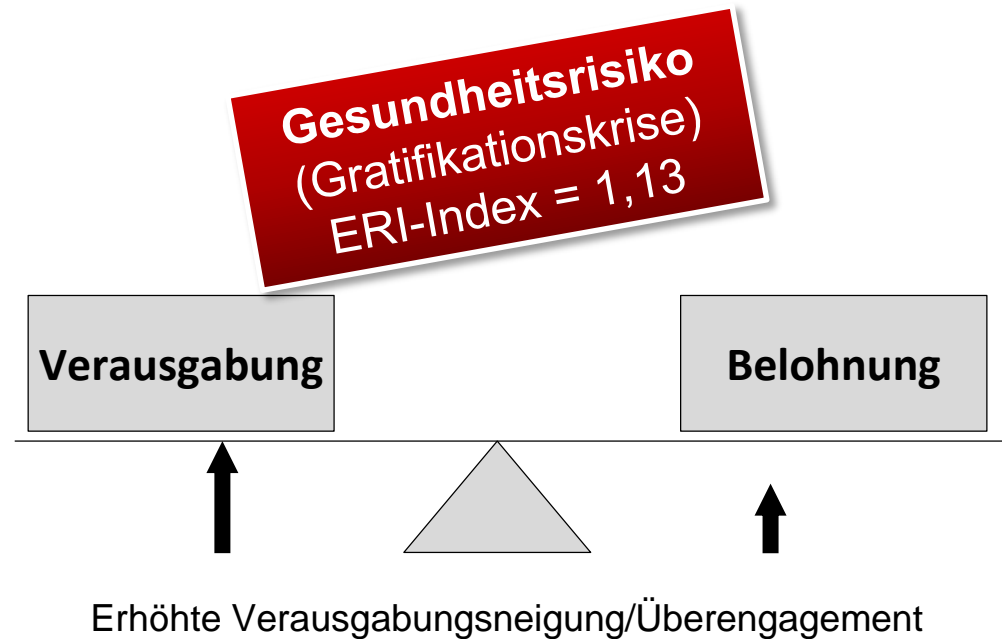 Gesundheitsrisiko
(Gratifikationskrise)
ERI-Index = 1,13
Verausgabung
Belohnung
Erhöhte Verausgabungsneigung/Überengagement